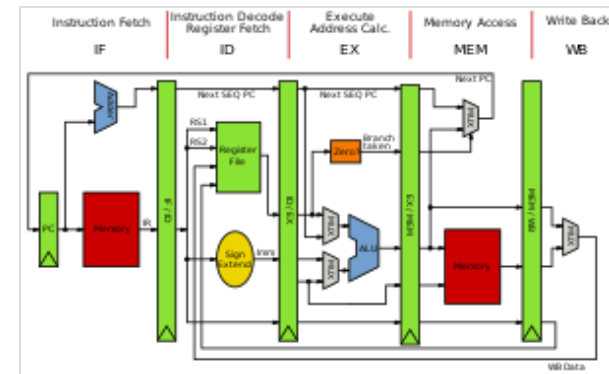 Instruction Fetch
IF
Instruction Decode
Register Fetch
ID
Execute
Address Calc.
EX
Memory Access
MEM
Write Back
WB
Next PC
Adder
Next SEQ PC
Next SEQ PC
RS1
RS2
Register
File
Branch
taken
Zero?
MUX
PC
Memory
IR
IF / ID
ID / EX
EX / MEM
MEM / WB
MUX
MUX
ALU
MUX
Sign
Extend
Imm
Memory
WB Data